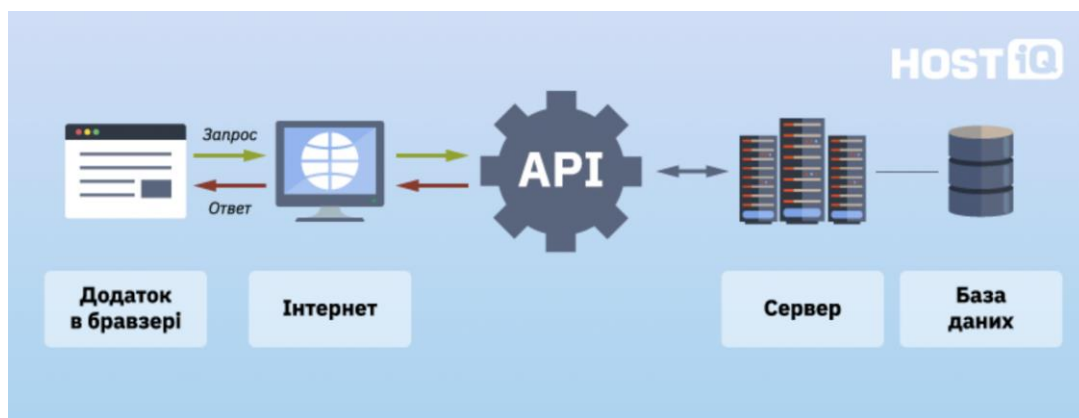 HOST iQ
Запрос
Ответ
API
Додаток
в бравзері
Інтернет
Сервер
База
даних